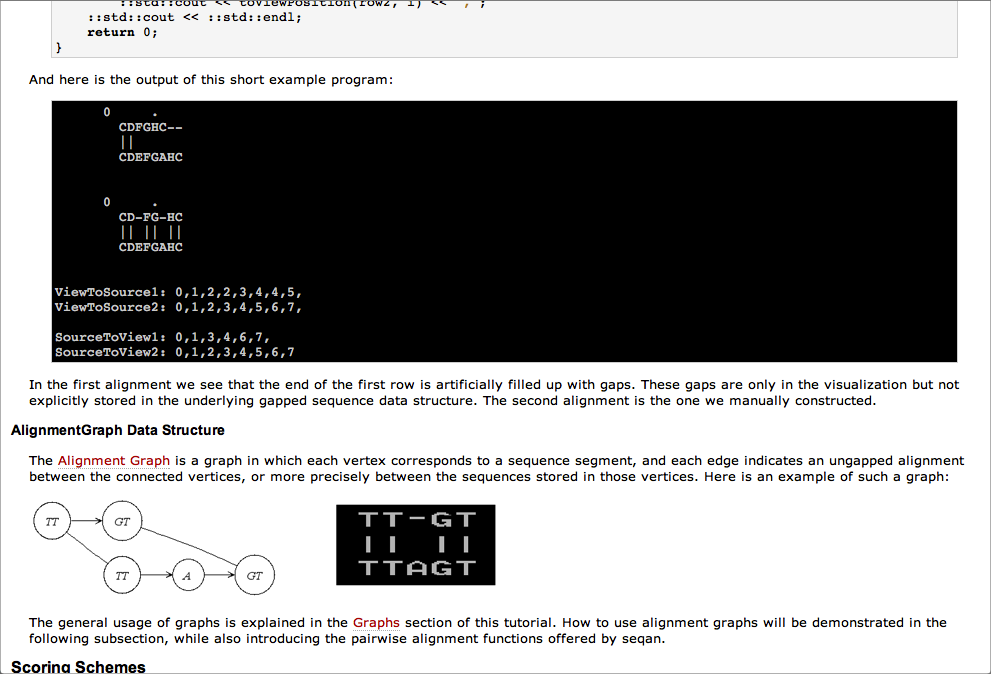 ::std::cout << toViewPosition(row2, i) << ",";
::std::cout << ::std::endl;
return 0;
}
And here is the output of this short example program:
0 .
CDFGHC--
||
CDEFGAHC
0 .
CD-FG-HC
|| || ||
CDEFGAHC
ViewToSource1: 0,1,2,2,3,4,4,5,
ViewToSource2: 0,1,2,3,4,5,6,7,
SourceToView1: 0,1,3,4,6,7,
SourceToView2: 0,1,2,3,4,5,6,7
In the first alignment we see that the end of the first row is artificially filled up with gaps. These gaps are only in the visualization but not
explicitly stored in the underlying gapped sequence data structure. The second alignment is the one we manually constructed.
AlignmentGraph Data Structure
The Alignment Graph is a graph in which each vertex corresponds to a sequence segment, and each edge indicates an ungapped alignment
between the connected vertices, or more precisely between the sequences stored in those vertices. Here is an example of such a graph:
TT GT
TT A GT
TT-GT
|| ||
TTAGT
The general usage of graphs is explained in the Graphs section of this tutorial. How to use alignment graphs will be demonstrated in the
following subsection, while also introducing the pairwise alignment functions offered by seqan.
Scoring Schemes